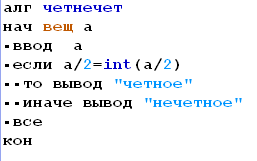 алг четнечет
нач вещ a
·ввод  a
·если a/2=int(a/2)
··то вывод "четное"
··иначе вывод "нечетное"
·все
кон